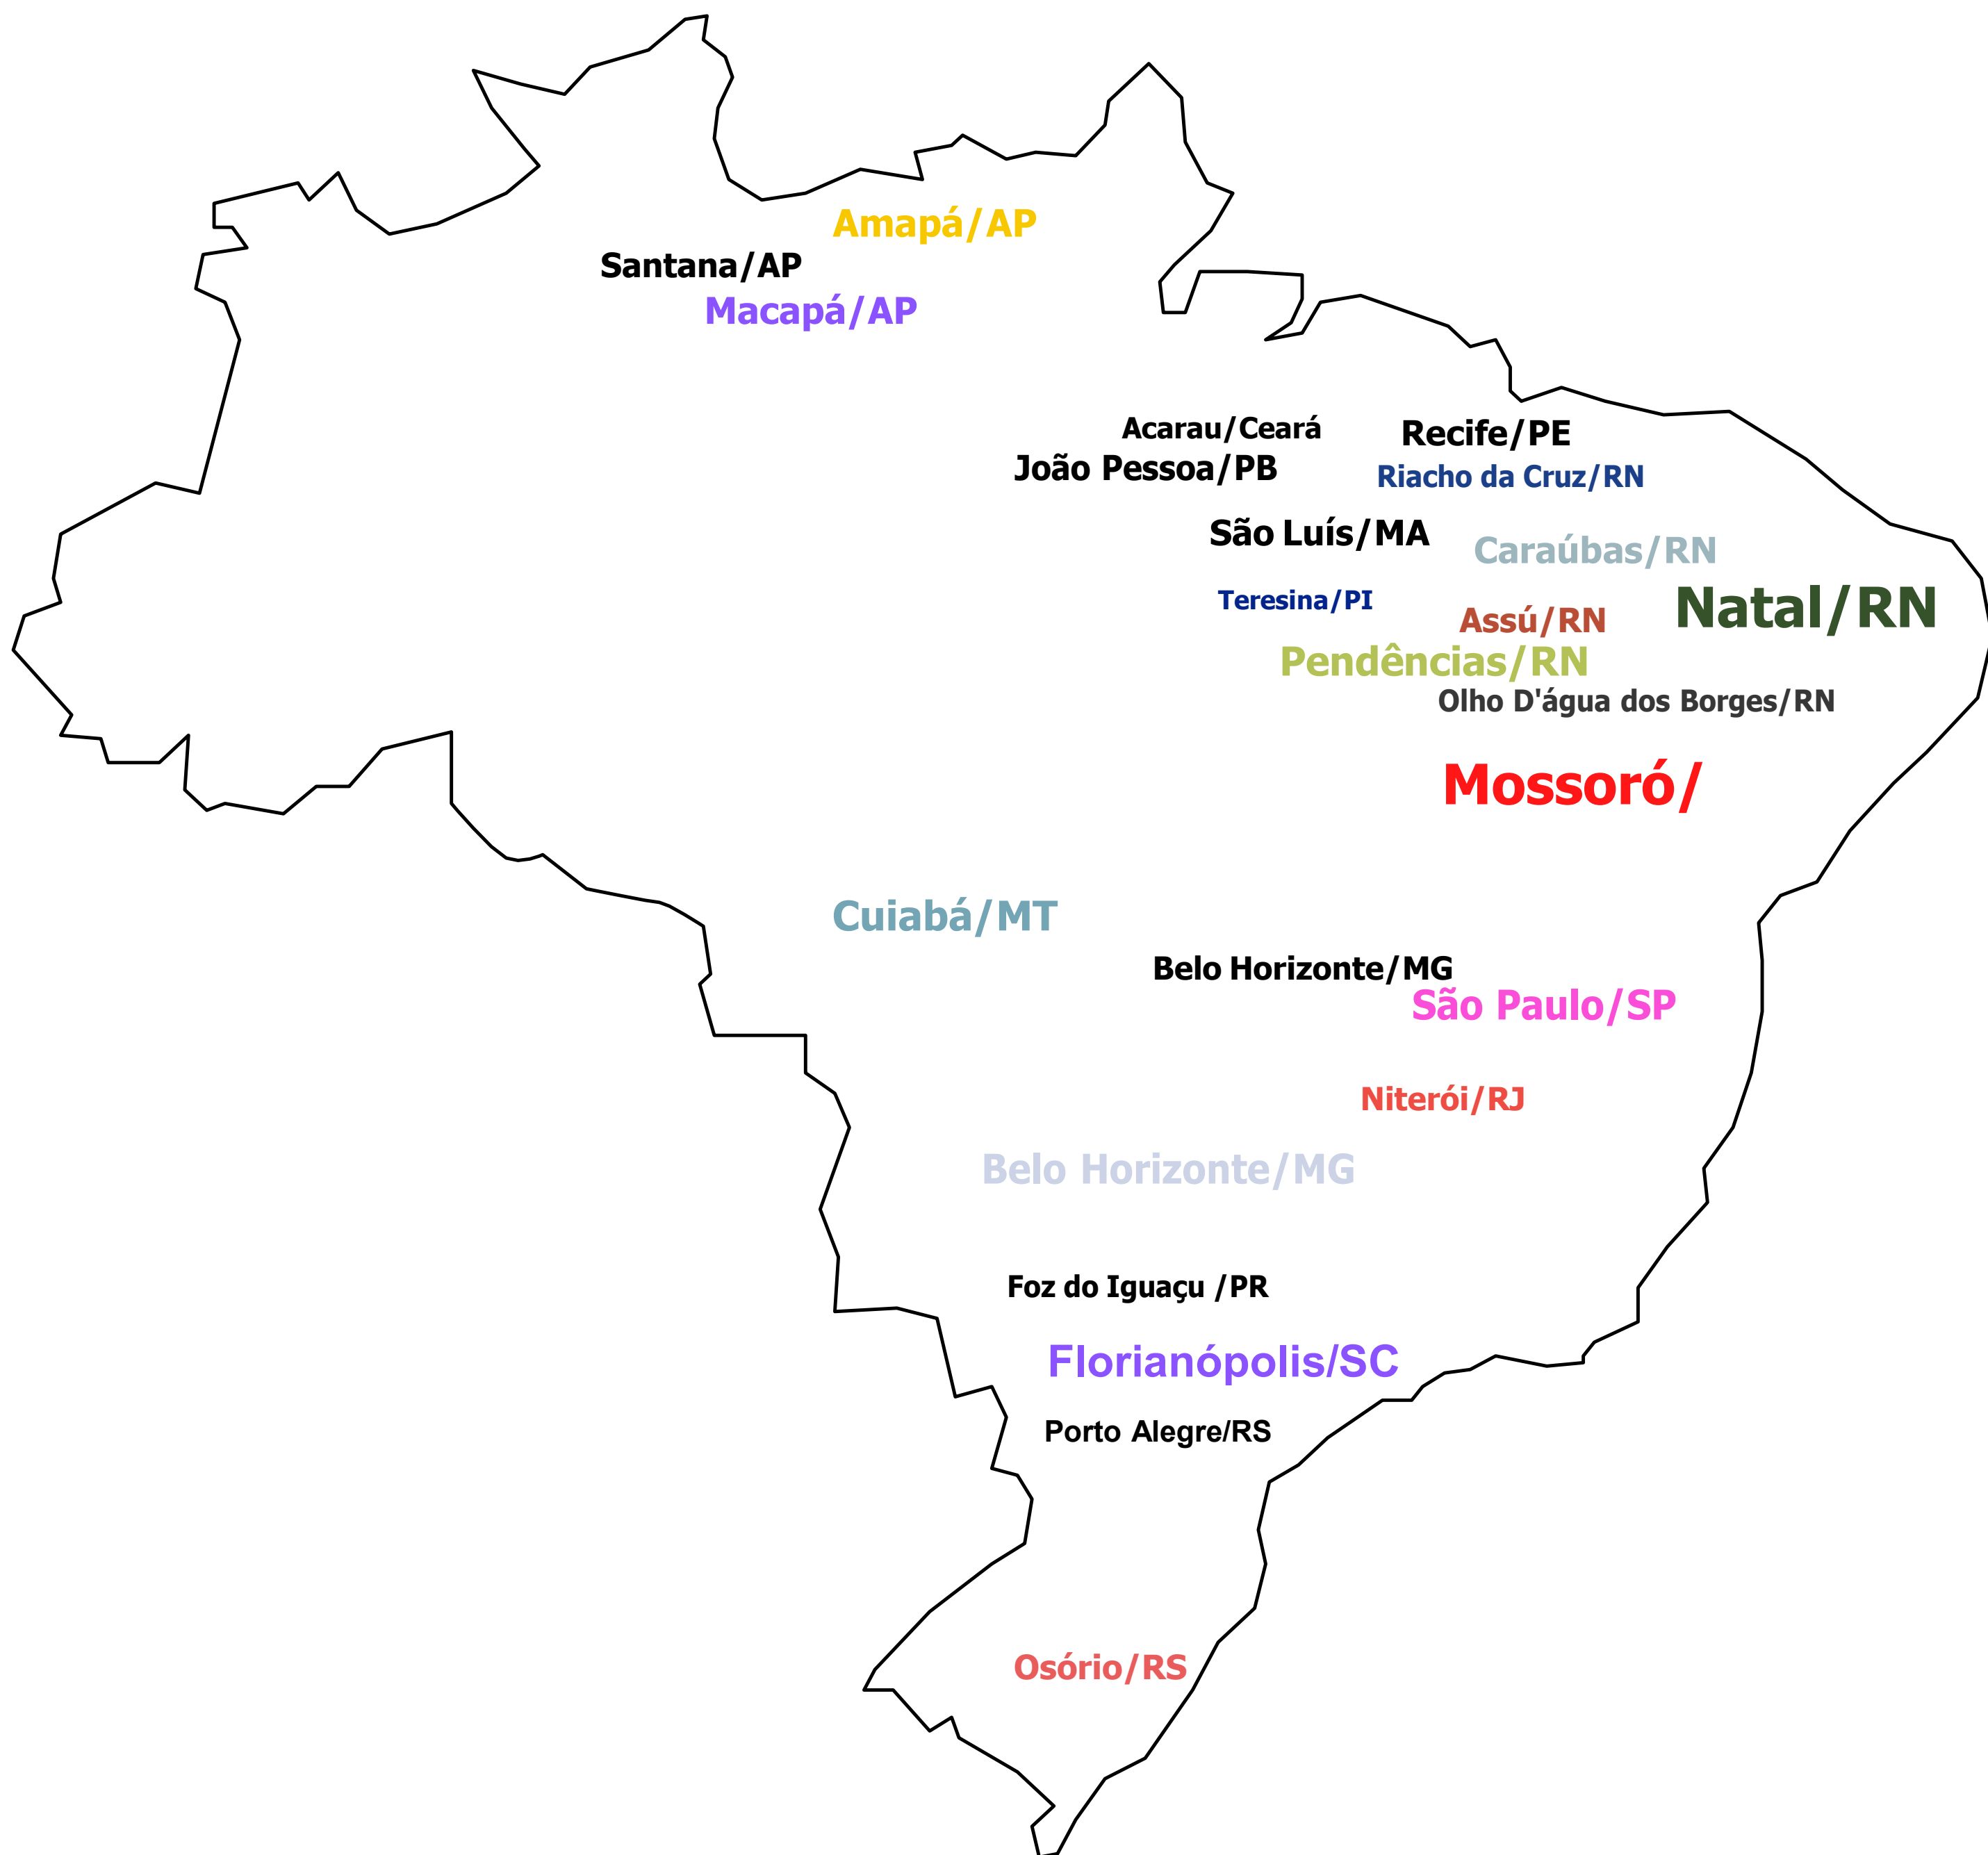 Amapá/AP
Santana/AP
Macapá/AP
Acarau/Ceará
Recife/PE
João Pessoa/PB
Riacho da Cruz/RN
São Luís/MA
Caraúbas/RN
Teresina/PI
Natal/RN
Assú/RN
Pendências/RN
Olho D'água dos Borges/RN
Mossoró/
Cuiabá/MT
Belo Horizonte/MG
São Paulo/SP
Niterói/RJ
Belo Horizonte/MG
Foz do Iguaçu /PR
Florianópolis/SC
Porto Alegre/RS
Osório/RS